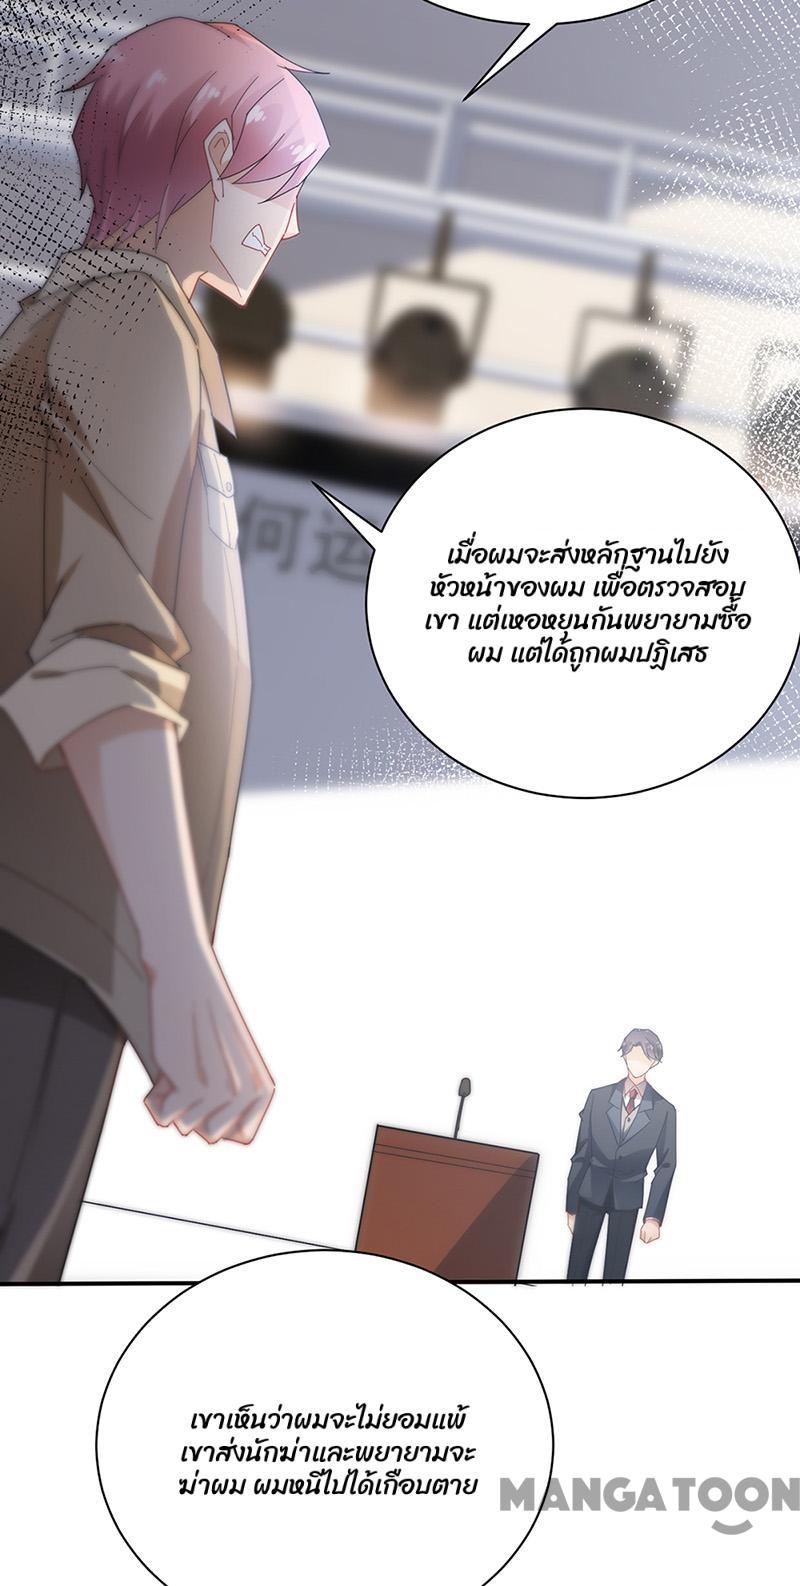 何运
เมื่อผมจะส่งหลักฐานไปยัง
หัวหน้าของผม เพื่อตรวจสอบ
เขา แต่เหอหยุนกันพยายามซื้อ
ผม แต่ได้ถูกผมปฏิเสธ
เขาเห็นว่าผมจะไม่ยอมแพ้
เขาส่งนักฆ่าและพยายามจะ
ฆ่าผม ผมหนีไปได้เกือบตาย
MANGATOON